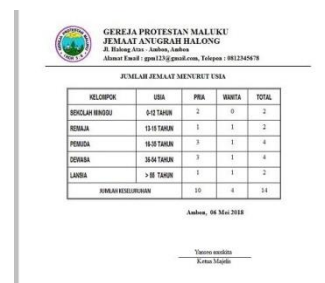 GEREJA PROTESTAN MALUKU
JEMAAT ANUGRAH HALONG
Jl. Halong Atas - Ambon, Ambon
Alamat Email : gpm123@gmail.com, Telepon : 0812345678
JUMLAH JEMAAT MENURUT USIA
KELOMPOK USIA PRIA WANITA TOTAL
SEKOLAH MINGGU 0-12 TAHUN 2 0 2
REMAJA 13-15 TAHUN 1 1 2
PEMUDA 16-35 TAHUN 3 1 4
DEWASA 36-54 TAHUN 3 1 4
LANSIA > 55 TAHUN 1 1 2
JUMLAH KESELURUHAN 10 4 14
Ambon, 06 Mei 2018
Ketua Majelis